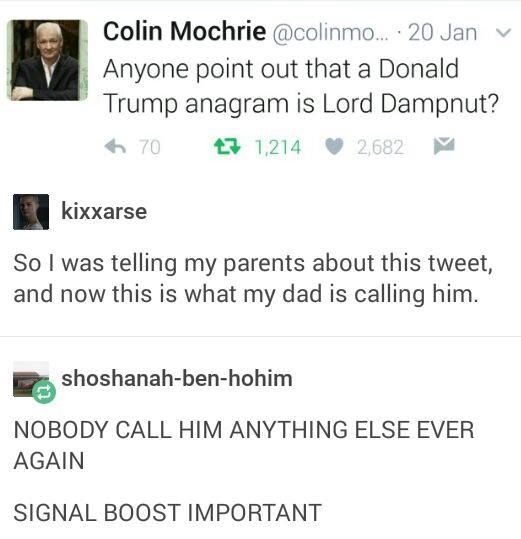 Colin Mochrie @colinmo... · 20 Jan
Anyone point out that a Donald
Trump anagram is Lord Dampnut?
70 1,214 2,682
kixxarse
So I was telling my parents about this tweet,
and now this is what my dad is calling him.
shoshanah-ben-hohim
NOBODY CALL HIM ANYTHING ELSE EVER
AGAIN
SIGNAL BOOST IMPORTANT